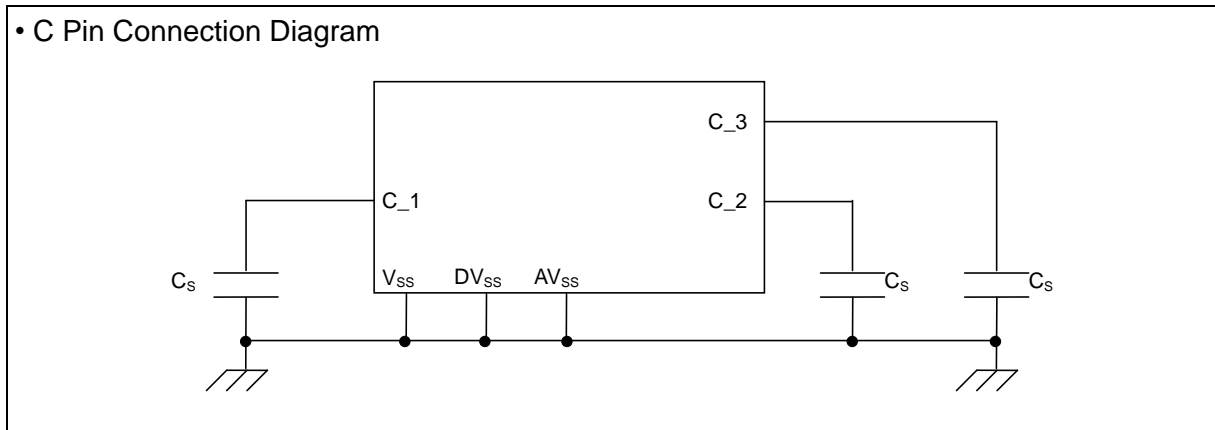 • C Pin Connection Diagram
C_3
C_1
C_2
CS
VSS
DVSS
AVSS
CS
CS